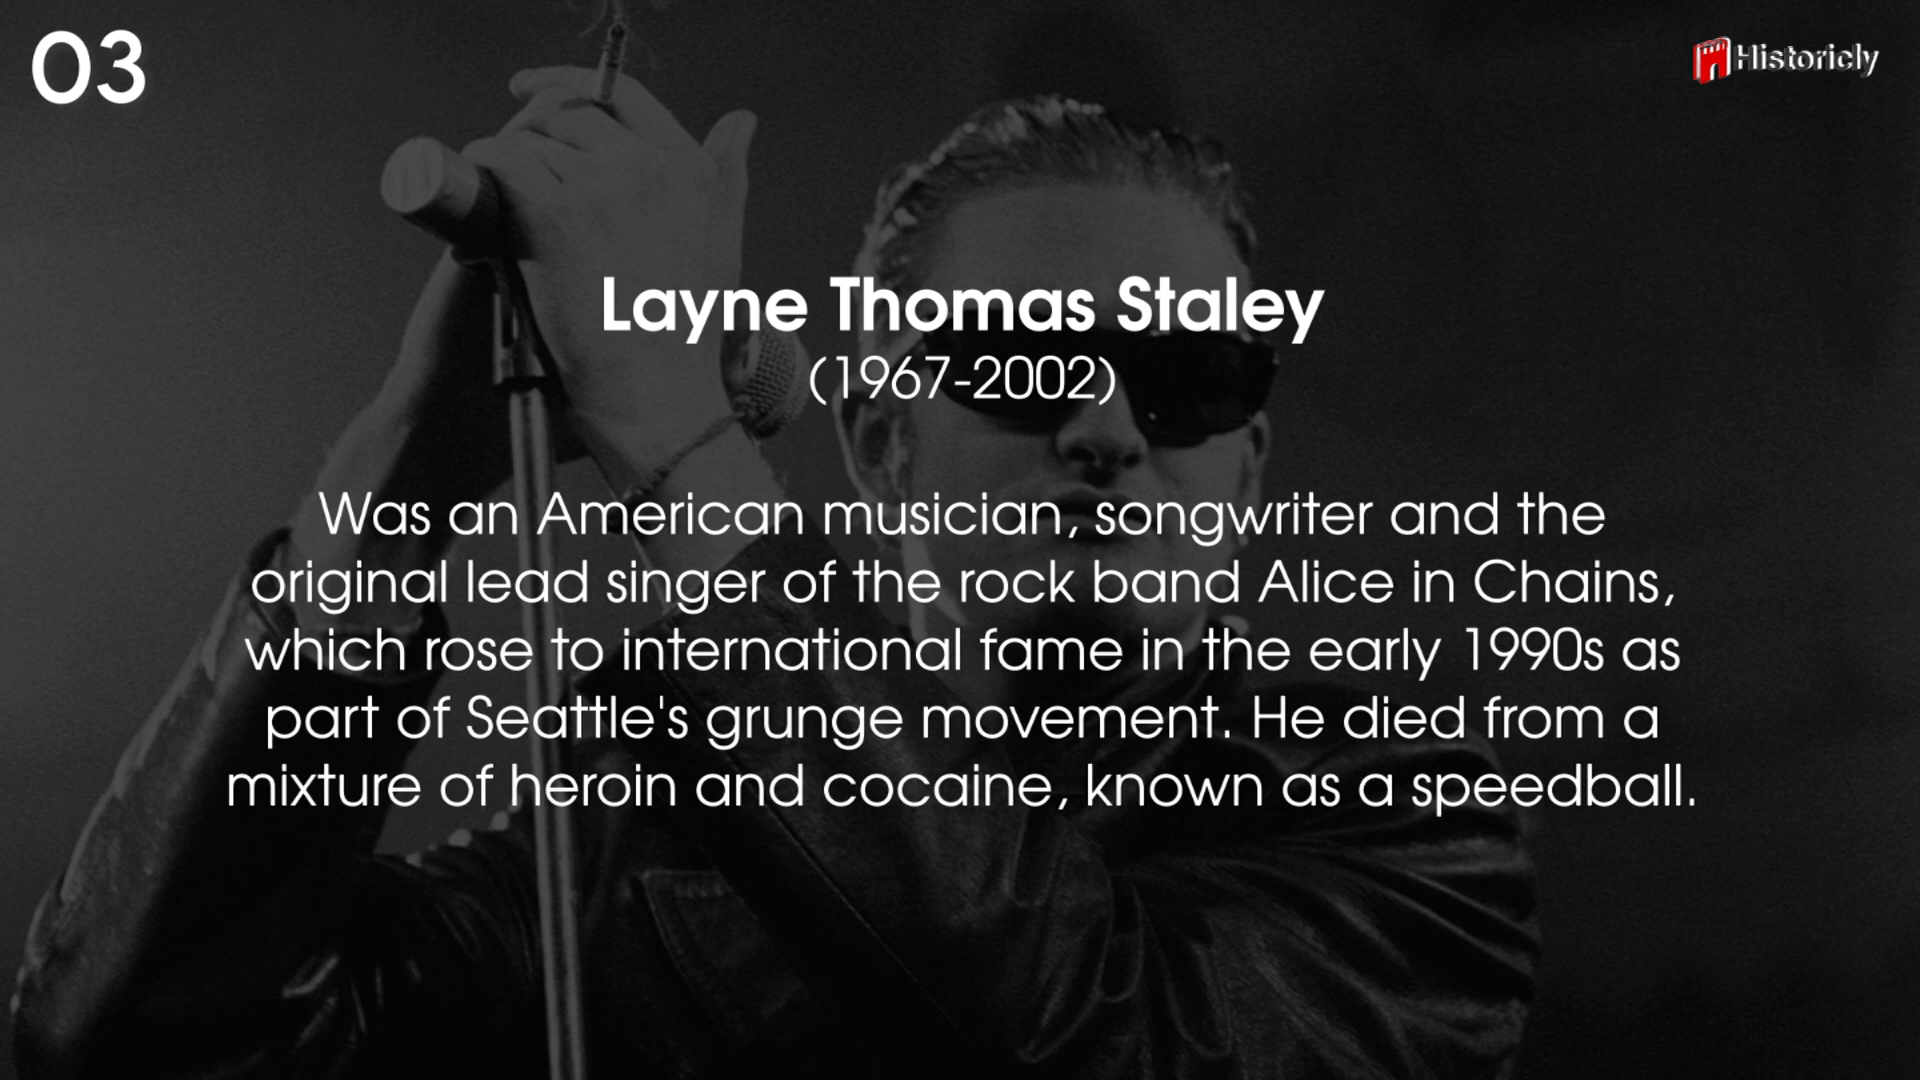 03
Historicly
Layne Thomas Staley
(1967-2002)
Was an American musician, songwriter and the
original lead singer of the rock band Alice in Chains,
which rose to international fame in the early 1990s as
part of Seattle's grunge movement. He died from a
mixture of heroin and cocaine, known as a speedball.